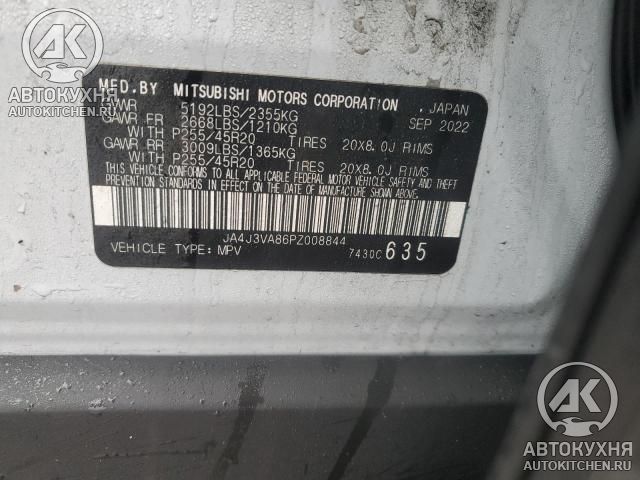 АВТОКУХНЯ
AUTOKITCHEN.RU
MFD.BY MITSUBISHI MOTORS CORPORATION , JAPAN
GVWR 5192LBS/2355KG SEP 2022
GAWR FR 2668LBS/1210KG
WITH P255/45R20 TIRES 20X8.0J RIMS
GAWR RR 3009LBS/1365KG
WITH P255/45R20 TIRES 20X8.0J RIMS
THIS VEHICLE CONFORMS TO ALL APPLICABLE FEDERAL MOTOR VEHICLE SAFETY AND THEFT
PREVENTION STANDARDS IN EFFECT ON THE DATE OF MANUFACTURE SHOWN ABOVE.
JA4J3VA86PZ008844
VEHICLE TYPE: MPV 7430C 635
АВТОКУХНЯ
AUTOKITCHEN.RU